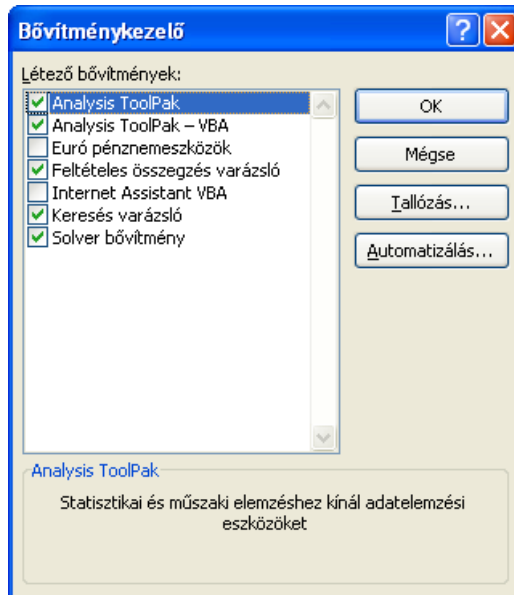 Bővítménykezelő
Létező bővítmények:
Analysis ToolPak
Analysis ToolPak – VBA
Euró pénznemeszközök
Feltételes összegzés varázsló
Internet Assistant VBA
Keresés varázsló
Solver bővítmény
OK
Mégse
Tallózás...
Automatizálás...
Analysis ToolPak
Statisztikai és műszaki elemzéshez kínál adatelemzési
eszközöket